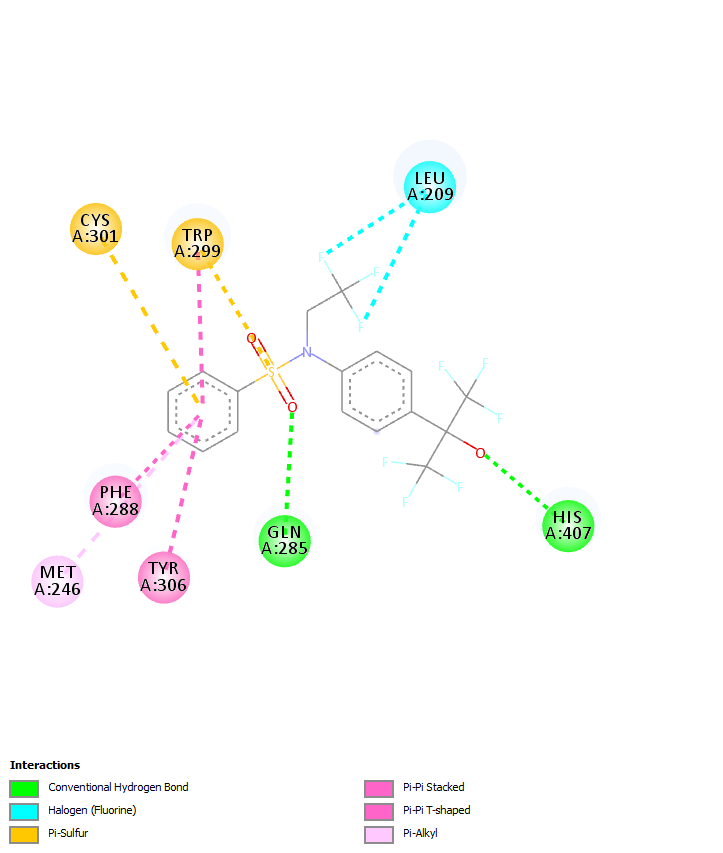 LEU
A:209
CYS
A:301
TRP
A:299
F
F
F
O
N
S
O
F
F
F
F
F
F
O
PHE
A:288
GLN
A:285
HIS
A:407
MET
A:246
TYR
A:306
Interactions
Conventional Hydrogen Bond
Halogen (Fluorine)
Pi-Sulfur
Pi-Pi Stacked
Pi-Pi T-shaped
Pi-Alkyl